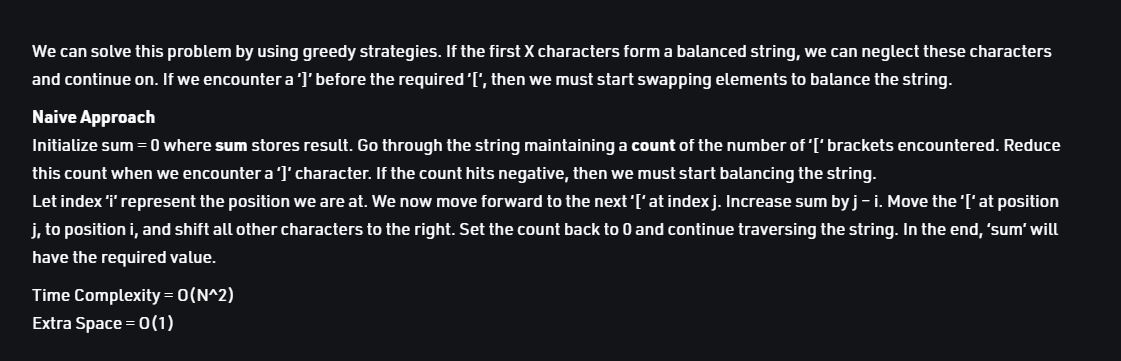 We can solve this problem by using greedy strategies. If the first X characters form a balanced string, we can neglect these characters
and continue on. If we encounter a ‘]’ before the required ‘[‘, then we must start swapping elements to balance the string.
Naive Approach
Initialize sum = 0 where sum stores result. Go through the string maintaining a count of the number of ‘[‘ brackets encountered. Reduce
this count when we encounter a ‘]’ character. If the count hits negative, then we must start balancing the string.
Let index ‘i’ represent the position we are at. We now move forward to the next ‘[‘ at index j. Increase sum by j – i. Move the ‘[‘ at position
j, to position i, and shift all other characters to the right. Set the count back to 0 and continue traversing the string. In the end, ‘sum’ will
have the required value.
Time Complexity = O(N^2)
Extra Space = O(1)